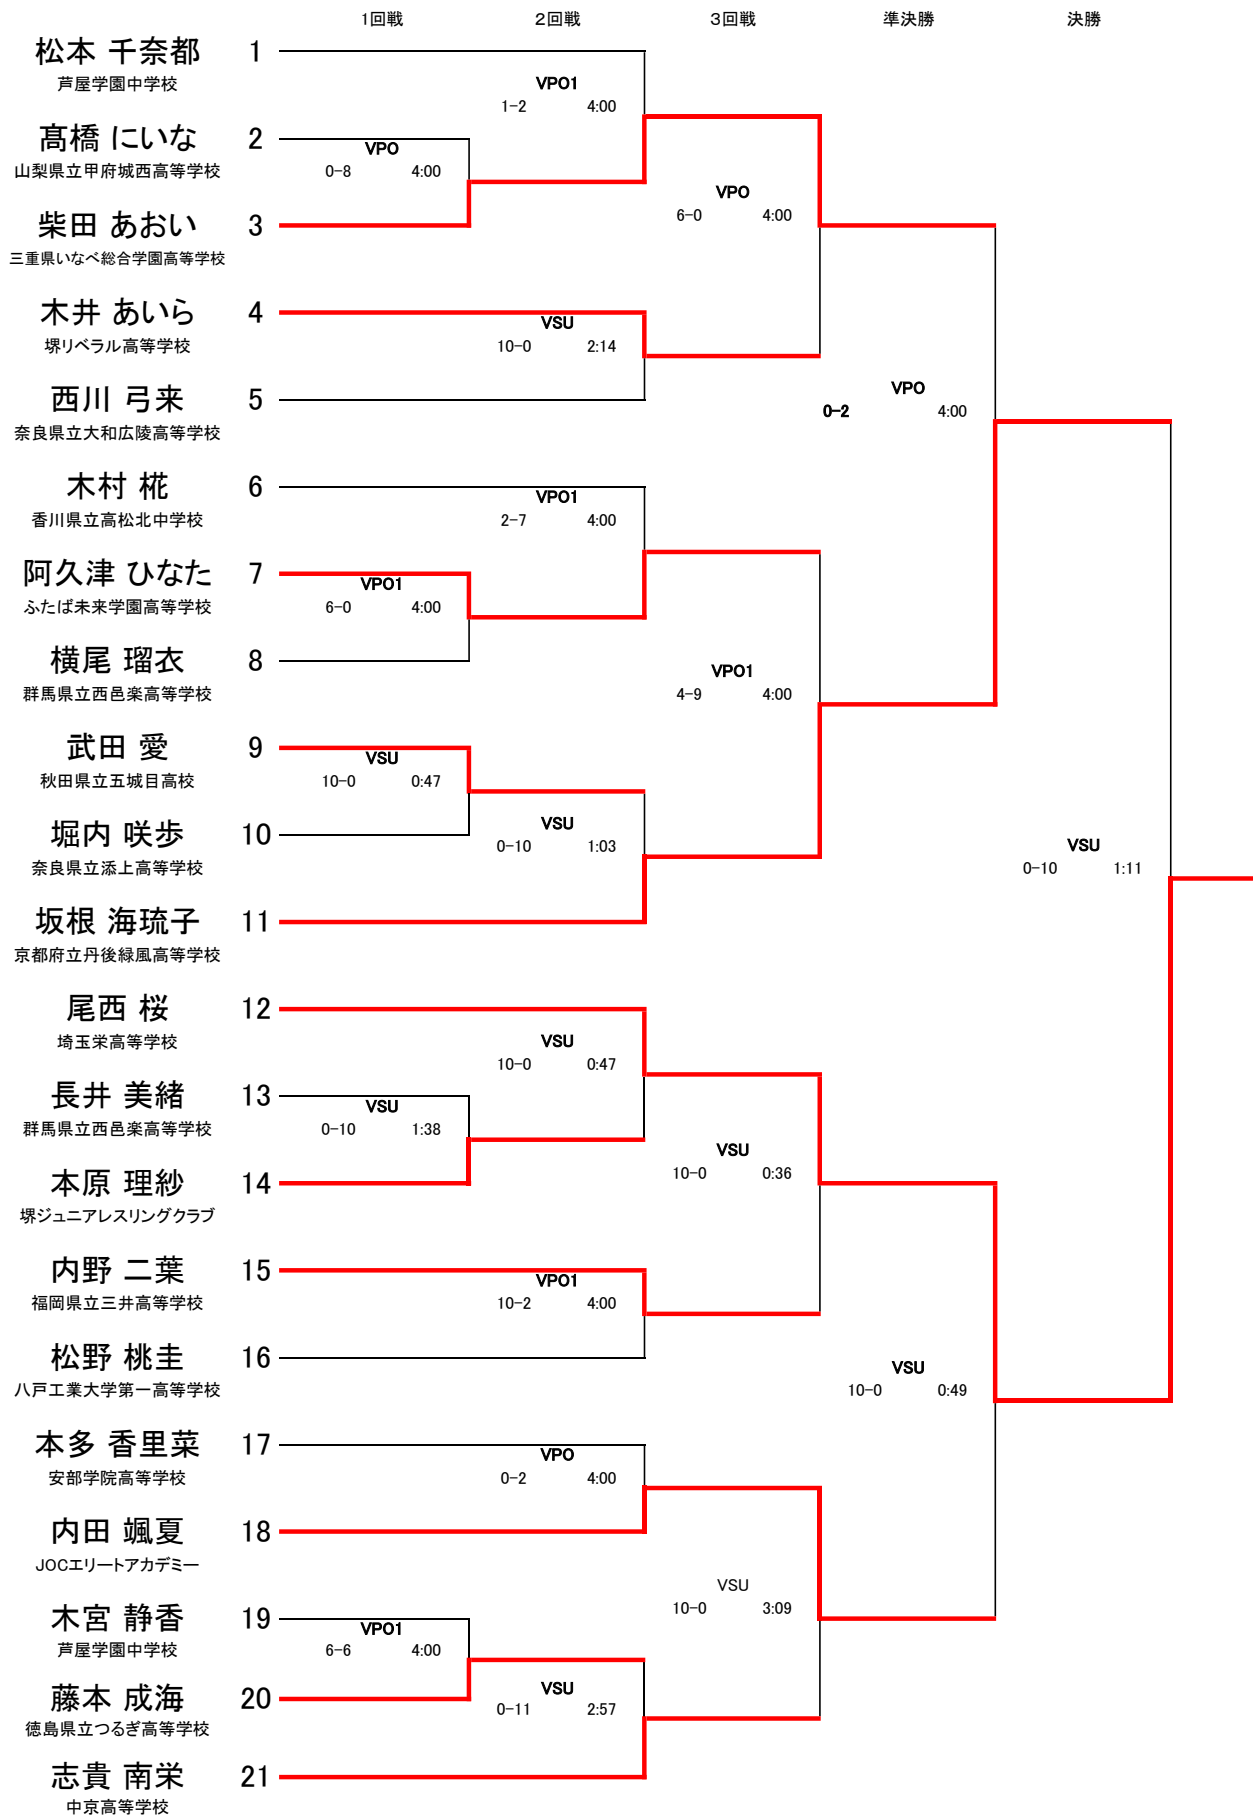 1回戦 2回戦 3回戦 準決勝 決勝
松本 千奈都 1
芦屋学園中学校
VPO1
1-2 4:00
髙橋 にいな 2
山梨県立甲府城西高等学校
VPO
0-8 4:00
柴田 あおい 3
三重県いなべ総合学園高等学校
VPO
6-0 4:00
木井 あいら 4
堺リベラル高等学校
VSU
10-0 2:14
西川 弓来 5
奈良県立大和広陵高等学校
VPO
0-2 4:00
木村 椛 6
香川県立高松北中学校
VPO1
2-7 4:00
阿久津 ひなた 7
ふたば未来学園高等学校
VPO1
6-0 4:00
横尾 瑠衣 8
群馬県立西邑楽高等学校
VPO1
4-9 4:00
武田 愛 9
秋田県立五城目高校
VSU
10-0 0:47
堀内 咲歩 10
奈良県立添上高等学校
VSU
0-10 1:03
VSU
0-10 1:11
坂根 海琉子 11
京都府立丹後緑風高等学校
尾西 桜 12
埼玉栄高等学校
VSU
10-0 0:47
長井 美緒 13
群馬県立西邑楽高等学校
VSU
0-10 1:38
VSU
10-0 0:36
本原 理紗 14
堺ジュニアレスリングクラブ
内野 二葉 15
福岡県立三井高等学校
VPO1
10-2 4:00
松野 桃圭 16
八戸工業大学第一高等学校
VSU
10-0 0:49
本多 香里菜 17
安部学院高等学校
VPO
0-2 4:00
内田 颯夏 18
JOCエリートアカデミー
VSU
10-0 3:09
木宮 静香 19
芦屋学園中学校
VPO1
6-6 4:00
藤本 成海 20
徳島県立つるぎ高等学校
VSU
0-11 2:57
志貴 南栄 21
中京高等学校